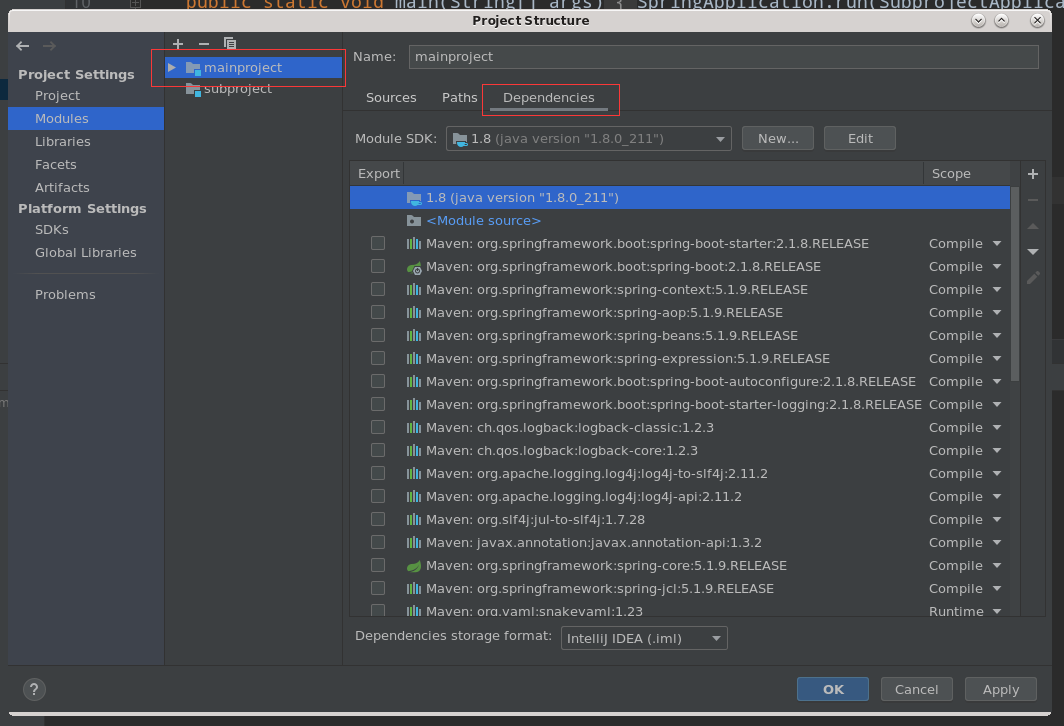 10 public static void main(String[] args) { SpringApplication.run(SubprojectApplica
Project Structure
Project Settings
Project
Modules
Libraries
Facets
Artifacts
Platform Settings
SDKs
Global Libraries
Problems
mainproject
subproject
Name: mainproject
Sources Paths Dependencies
Module SDK: 1.8 (java version "1.8.0_211") New... Edit
Export Scope
1.8 (java version "1.8.0_211")
<Module source>
Maven: org.springframework.boot:spring-boot-starter:2.1.8.RELEASE Compile
Maven: org.springframework.boot:spring-boot:2.1.8.RELEASE Compile
Maven: org.springframework:spring-context:5.1.9.RELEASE Compile
Maven: org.springframework:spring-aop:5.1.9.RELEASE Compile
Maven: org.springframework:spring-beans:5.1.9.RELEASE Compile
Maven: org.springframework:spring-expression:5.1.9.RELEASE Compile
Maven: org.springframework.boot:spring-boot-autoconfigure:2.1.8.RELEASE Compile
Maven: org.springframework.boot:spring-boot-starter-logging:2.1.8.RELEASE Compile
Maven: ch.qos.logback:logback-classic:1.2.3 Compile
Maven: ch.qos.logback:logback-core:1.2.3 Compile
Maven: org.apache.logging.log4j:log4j-to-slf4j:2.11.2 Compile
Maven: org.apache.logging.log4j:log4j-api:2.11.2 Compile
Maven: org.slf4j:jul-to-slf4j:1.7.28 Compile
Maven: javax.annotation:javax.annotation-api:1.3.2 Compile
Maven: org.springframework:spring-core:5.1.9.RELEASE Compile
Maven: org.springframework:spring-jcl:5.1.9.RELEASE Compile
Maven: org.yaml:snakeyaml:1.23 Runtime
Dependencies storage format: IntelliJ IDEA (.iml)
? OK Cancel Apply